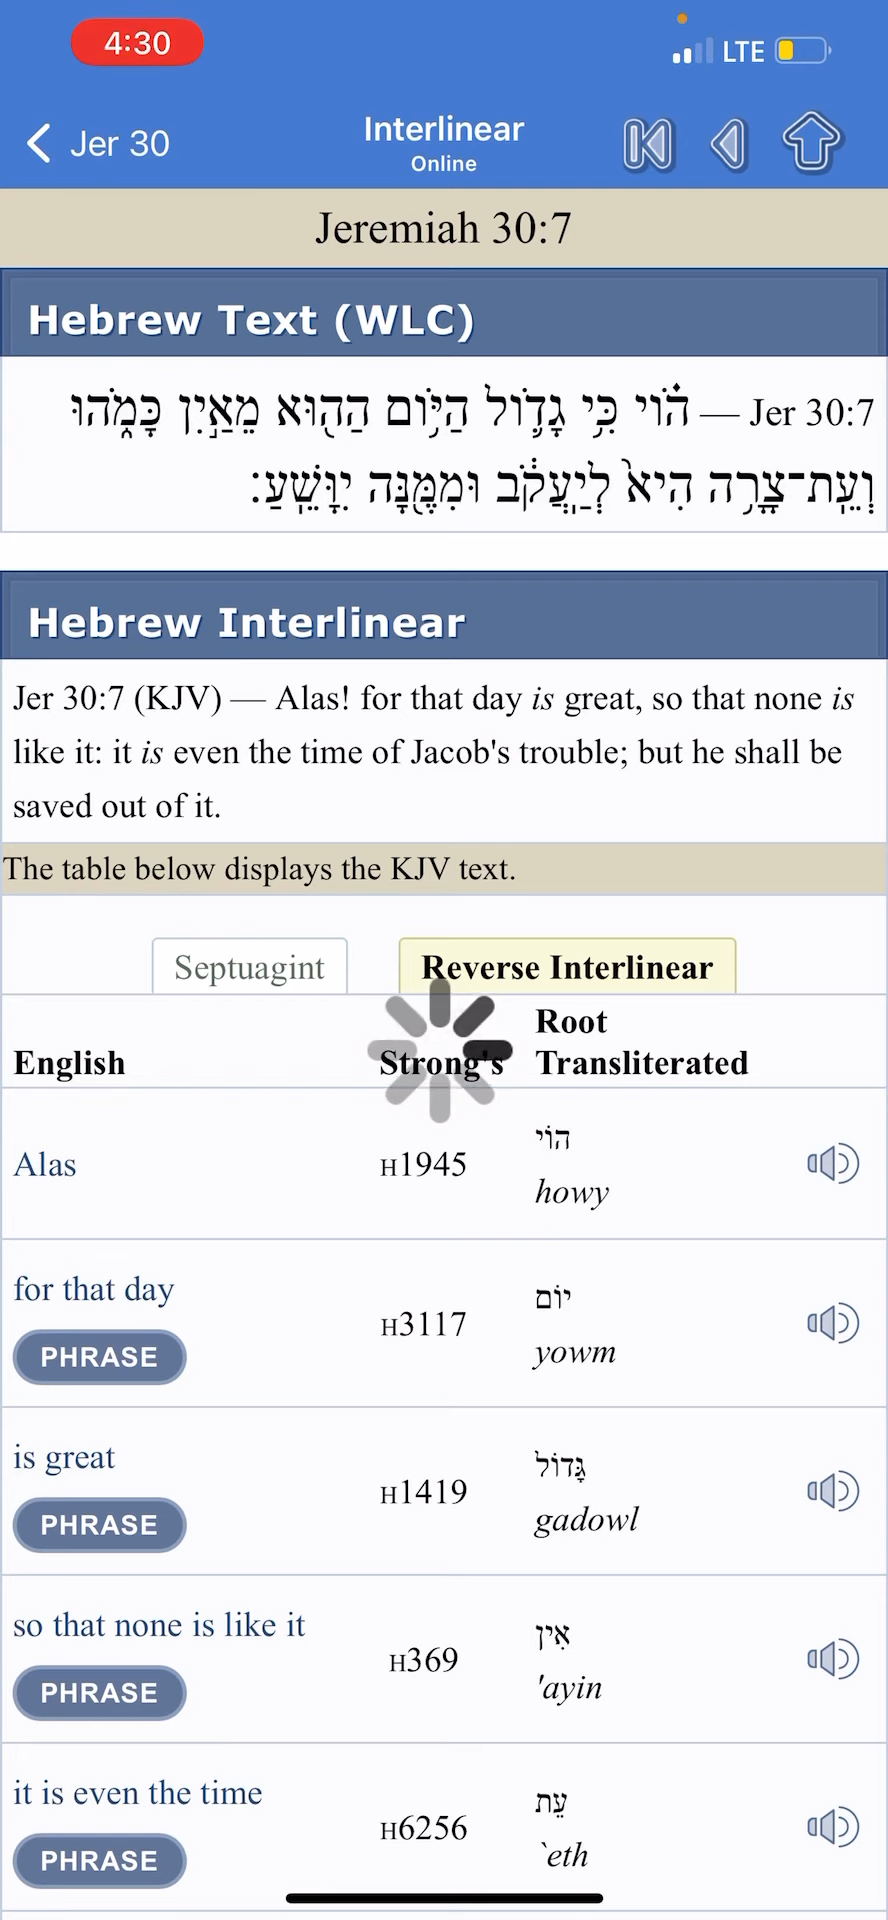 4:30
LTE
Jer 30
Interlinear
Online
Jeremiah 30:7
Hebrew Text (WLC)
Jer 30:7 — ה֗וֹי כִּ֥י גָד֛וֹל הַיּ֥וֹם הַה֖וּא מֵאַ֣יִן כָּמֹ֑הוּ
וְעֵֽת־צָרָ֥ה הִיא֙ לְיַֽעֲקֹ֔ב וּמִמֶּ֖נָּה יִוָּשֵֽׁעַ׃
Hebrew Interlinear
Jer 30:7 (KJV) — Alas! for that day is great, so that none is
like it: it is even the time of Jacob's trouble; but he shall be
saved out of it.
The table below displays the KJV text.
Septuagint
Reverse Interlinear
English
Strong's
Root
Transliterated
Alas
H1945
הוֹי
howy
for that day
PHRASE
H3117
יוֹם
yowm
is great
PHRASE
H1419
גָּדוֹל
gadowl
so that none is like it
PHRASE
H369
אִין
'ayin
it is even the time
PHRASE
H6256
עֵת
`eth